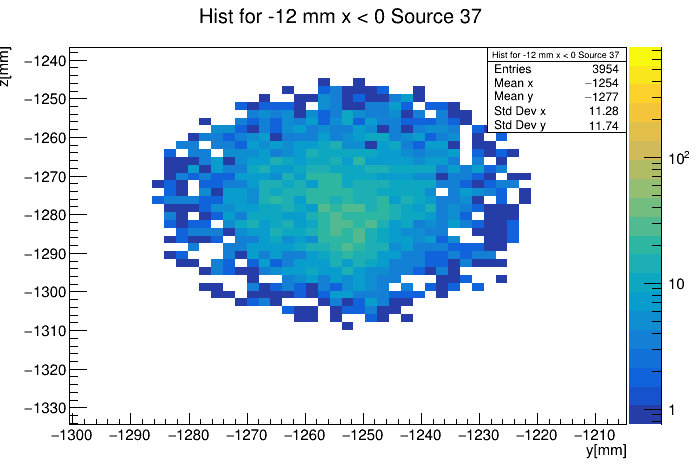 Hist for -12 mm x < 0 Source 37
z[mm]
Hist for -12 mm x < 0 Source 37
Entries 3954
Mean x −1254
Mean y −1277
Std Dev x 11.28
Std Dev y 11.74
−1240
−1250
−1260
−1270
−1280
−1290
−1300
−1310
−1320
−1330
10²
10
1
−1300 −1290 −1280 −1270 −1260 −1250 −1240 −1230 −1220 −1210
y[mm]